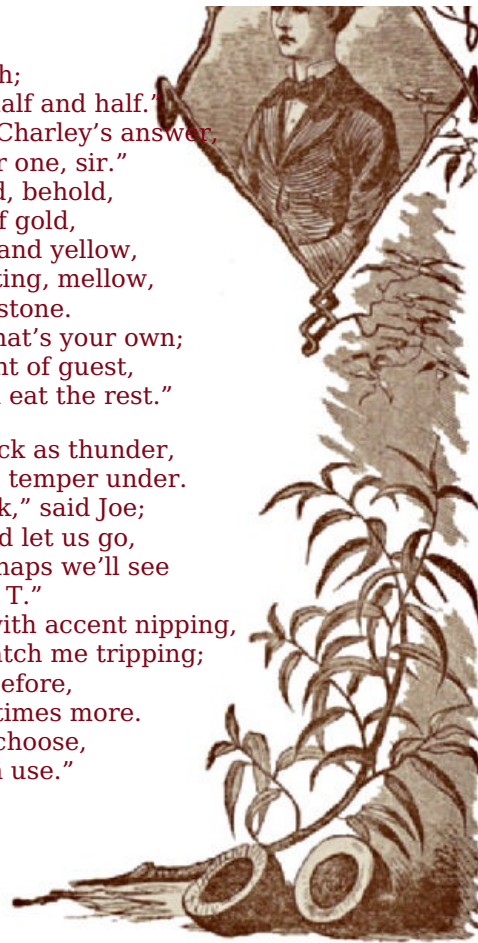 h;
alf and half.”
Charley’s answer,
r one, sir.”
d, behold,
f gold,
and yellow,
ting, mellow,
stone.
hat’s your own;
nt of guest,
eat the rest.”
ck as thunder,
temper under.
k,” said Joe;
d let us go,
haps we’ll see
T.”
with accent nipping,
atch me tripping;
efore,
times more.
choose,
n use.”